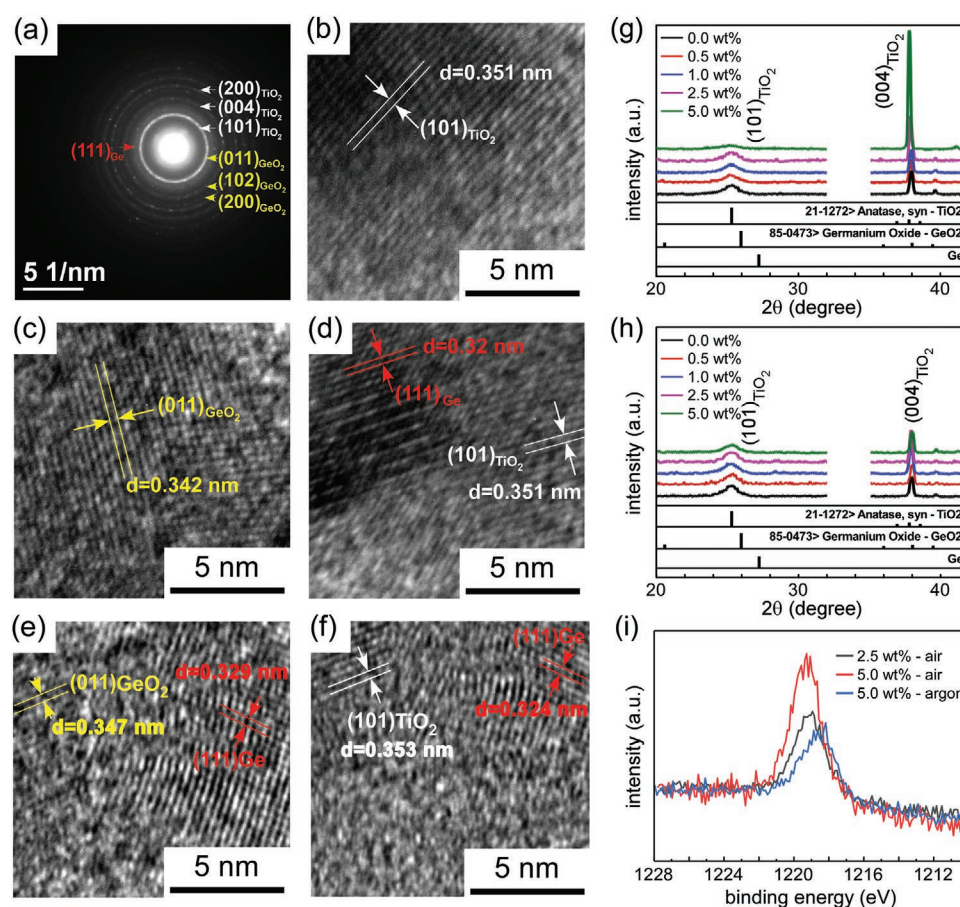 (a)
(200)TiO2
(004)TiO2
(101)TiO2
(111)Ge
(011)GeO2
(102)GeO2
(200)GeO2
5 1/nm
(b)
d=0.351 nm
(101)TiO2
5 nm
(c)
(011)GeO2
d=0.342 nm
5 nm
(d)
d=0.32 nm
(111)Ge
(101)TiO2
d=0.351 nm
5 nm
(e)
(011)GeO2
d=0.347 nm
d=0.329 nm
(111)Ge
5 nm
(f)
(111)Ge
d=0.324 nm
(101)TiO2
d=0.353 nm
5 nm
(g)
intensity (a.u.)
0.0 wt%
0.5 wt%
1.0 wt%
2.5 wt%
5.0 wt%
(101)TiO2
(004)TiO2
21-1272> Anatase, syn - TiO2
85-0473> Germanium Oxide - GeO2
Ge
20 30 40
2θ (degree)
(h)
intensity (a.u.)
0.0 wt%
0.5 wt%
1.0 wt%
2.5 wt%
5.0 wt%
(101)TiO2
(004)TiO2
21-1272> Anatase, syn - TiO2
85-0473> Germanium Oxide - GeO2
Ge
20 30 40
2θ (degree)
(i)
intensity (a.u.)
2.5 wt% - air
5.0 wt% - air
5.0 wt% - argon
1228 1224 1220 1216 1212
binding energy (eV)